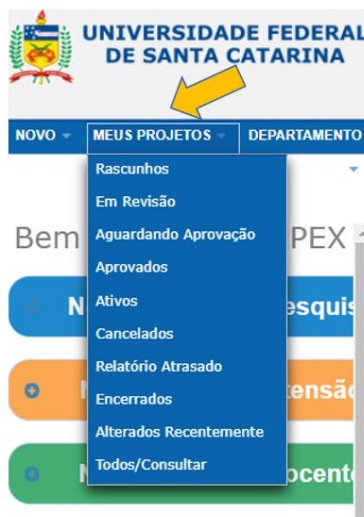 UNIVERSIDADE FEDERAL
DE SANTA CATARINA
NOVO MEUS PROJETOS DEPARTAMENTO
Rascunhos
Em Revisão
Bem PEX
Aguardando Aprovação
Aprovados
Ativos
N esquis
Cancelados
Relatório Atrasado
tensão
Encerrados
Alterados Recentemente
Todos/Consultar
N ocente